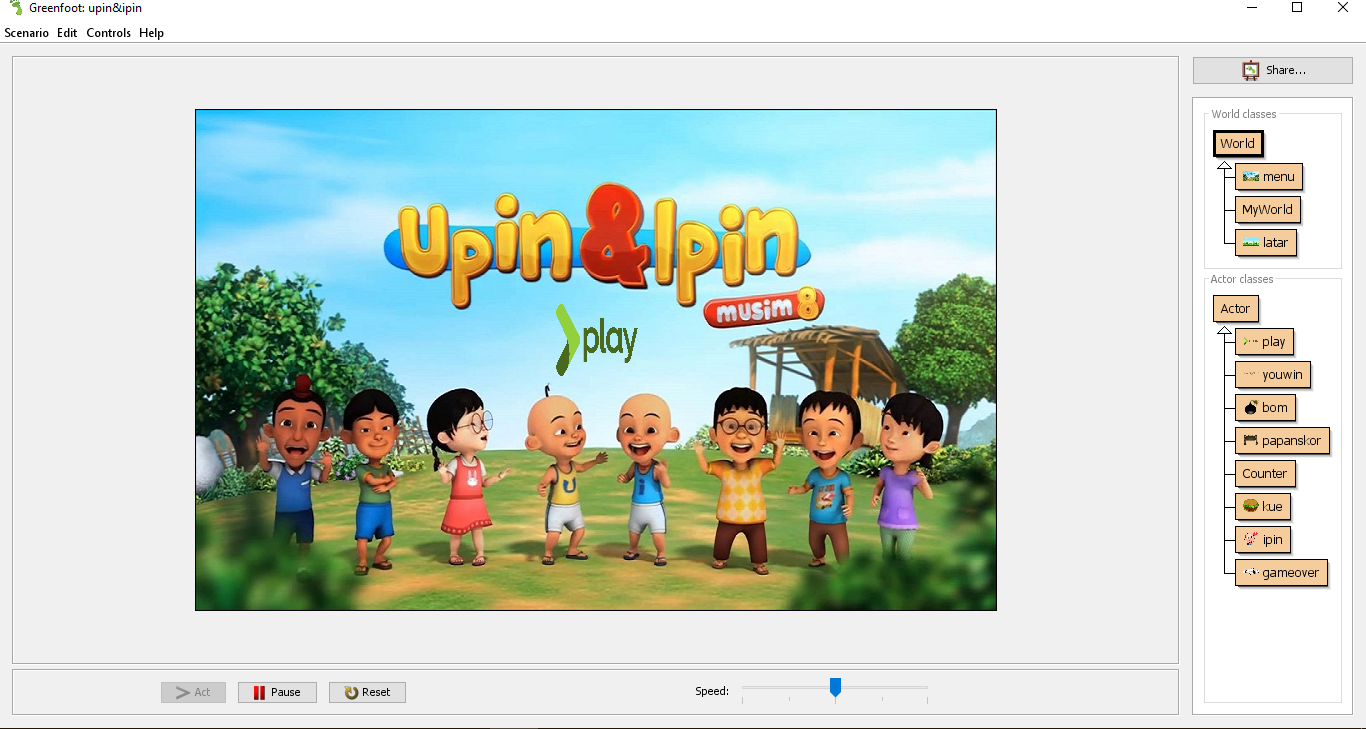 Greenfoot: upin&ipin
Scenario Edit Controls Help
Share...
World classes
World
menu
MyWorld
latar
Actor classes
Actor
play
youwin
bom
papanskor
Counter
kue
ipin
gameover
Upin&Ipin
musim 8
play
U
i
Act Pause Reset Speed: